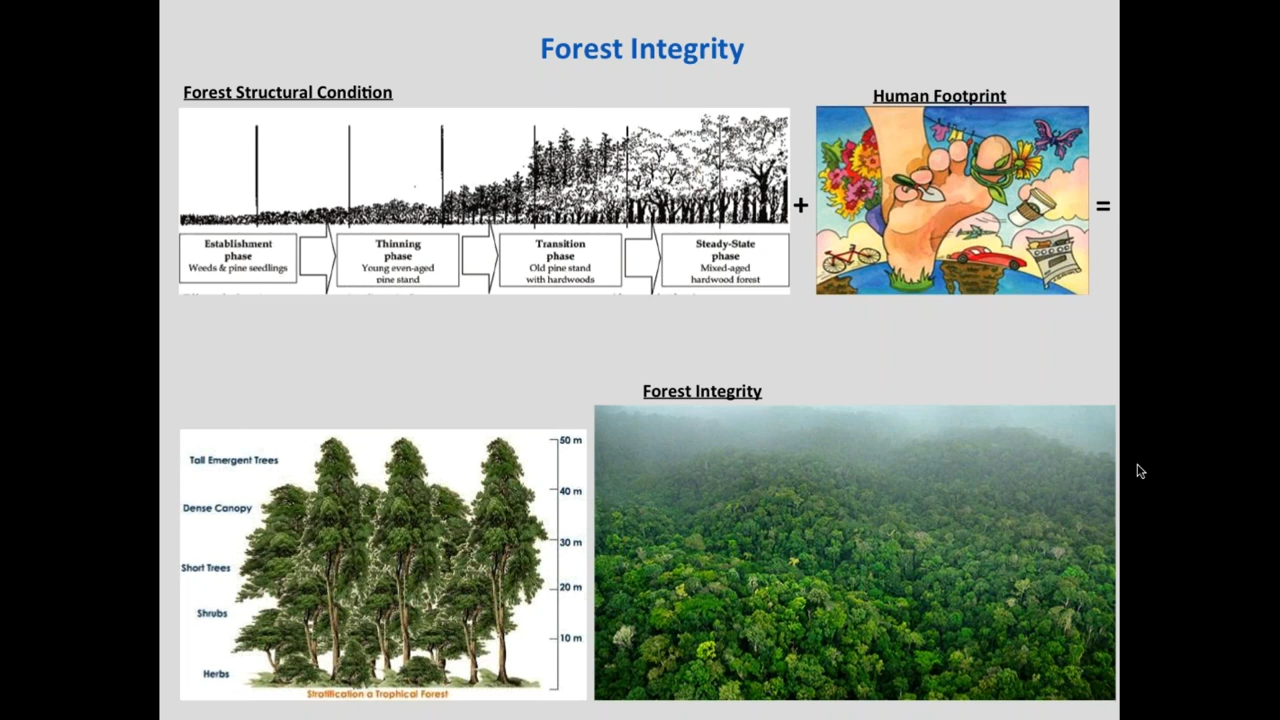 Forest Integrity
Forest Structural Condition
Human Footprint
Establishment
phase
Weeds & pine seedlings
Thinning
phase
Young even-aged
pine stand
Transition
phase
Old pine stand
with hardwoods
Steady-State
phase
Mixed-aged
hardwood forest
+
=
Forest Integrity
Tall Emergent Trees
Dense Canopy
Short Trees
Shrubs
Herbs
50 m
40 m
30 m
20 m
10 m
Stratification a Trophical Forest